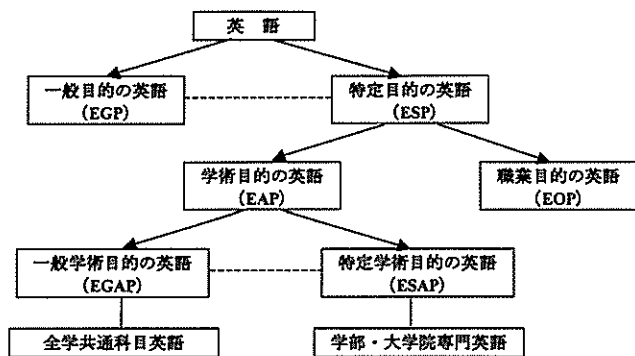 英 語
一般目的の英語
(EGP)
特定目的の英語
(ESP)
学術目的の英語
(EAP)
職業目的の英語
(EOP)
一般学術目的の英語
(EGAP)
特定学術目的の英語
(ESAP)
全学共通科目英語
学部・大学院専門英語